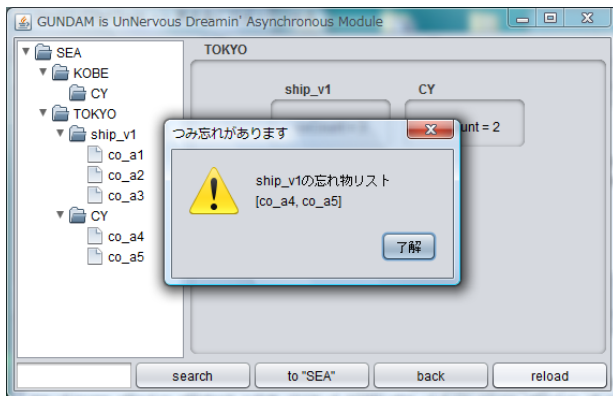 GUNDAM is UnNervous Dreamin' Asynchronous Module
SEA
KOBE
CY
TOKYO
ship_v1
co_a1
co_a2
co_a3
CY
co_a4
co_a5
TOKYO
ship_v1
CY
unt = 2
つみ忘れがあります
ship_v1の忘れ物リスト
[co_a4, co_a5]
了解
search
to "SEA"
back
reload